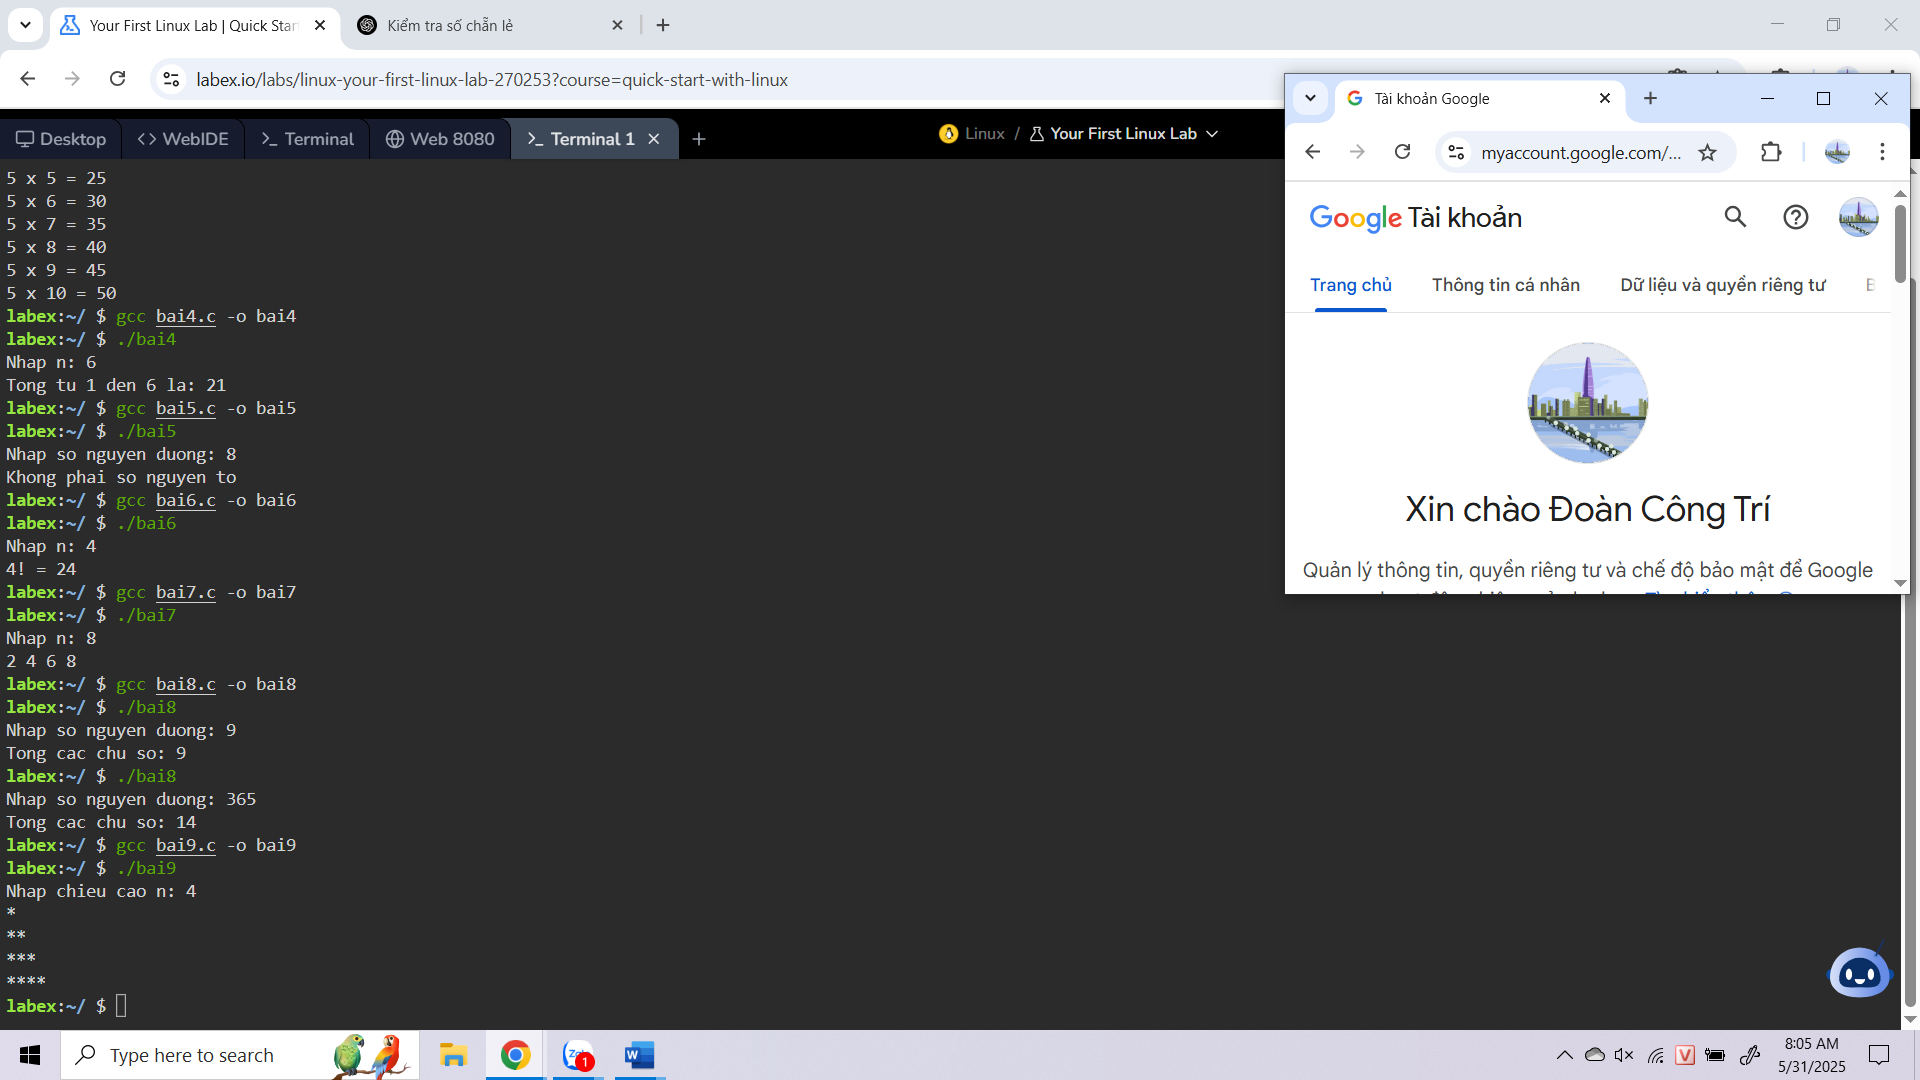 Your First Linux Lab | Quick Star
Kiểm tra số chẵn lẻ
labex.io/labs/linux-your-first-linux-lab-270253?course=quick-start-with-linux
Desktop
WebIDE
Terminal
Web 8080
Terminal 1
Linux / Your First Linux Lab
5 x 5 = 25
5 x 6 = 30
5 x 7 = 35
5 x 8 = 40
5 x 9 = 45
5 x 10 = 50
labex:~/ $ gcc bai4.c -o bai4
labex:~/ $ ./bai4
Nhap n: 6
Tong tu 1 den 6 la: 21
labex:~/ $ gcc bai5.c -o bai5
labex:~/ $ ./bai5
Nhap so nguyen duong: 8
Khong phai so nguyen to
labex:~/ $ gcc bai6.c -o bai6
labex:~/ $ ./bai6
Nhap n: 4
4! = 24
labex:~/ $ gcc bai7.c -o bai7
labex:~/ $ ./bai7
Nhap n: 8
2 4 6 8
labex:~/ $ gcc bai8.c -o bai8
labex:~/ $ ./bai8
Nhap so nguyen duong: 9
Tong cac chu so: 9
labex:~/ $ ./bai8
Nhap so nguyen duong: 365
Tong cac chu so: 14
labex:~/ $ gcc bai9.c -o bai9
labex:~/ $ ./bai9
Nhap chieu cao n: 4
*
**
***
****
labex:~/ $
Tài khoản Google
myaccount.google.com/...
Google Tài khoản
Trang chủ
Thông tin cá nhân
Dữ liệu và quyền riêng tư
Xin chào Đoàn Công Trí
Quản lý thông tin, quyền riêng tư và chế độ bảo mật để Google
Type here to search
1
8:05 AM
5/31/2025